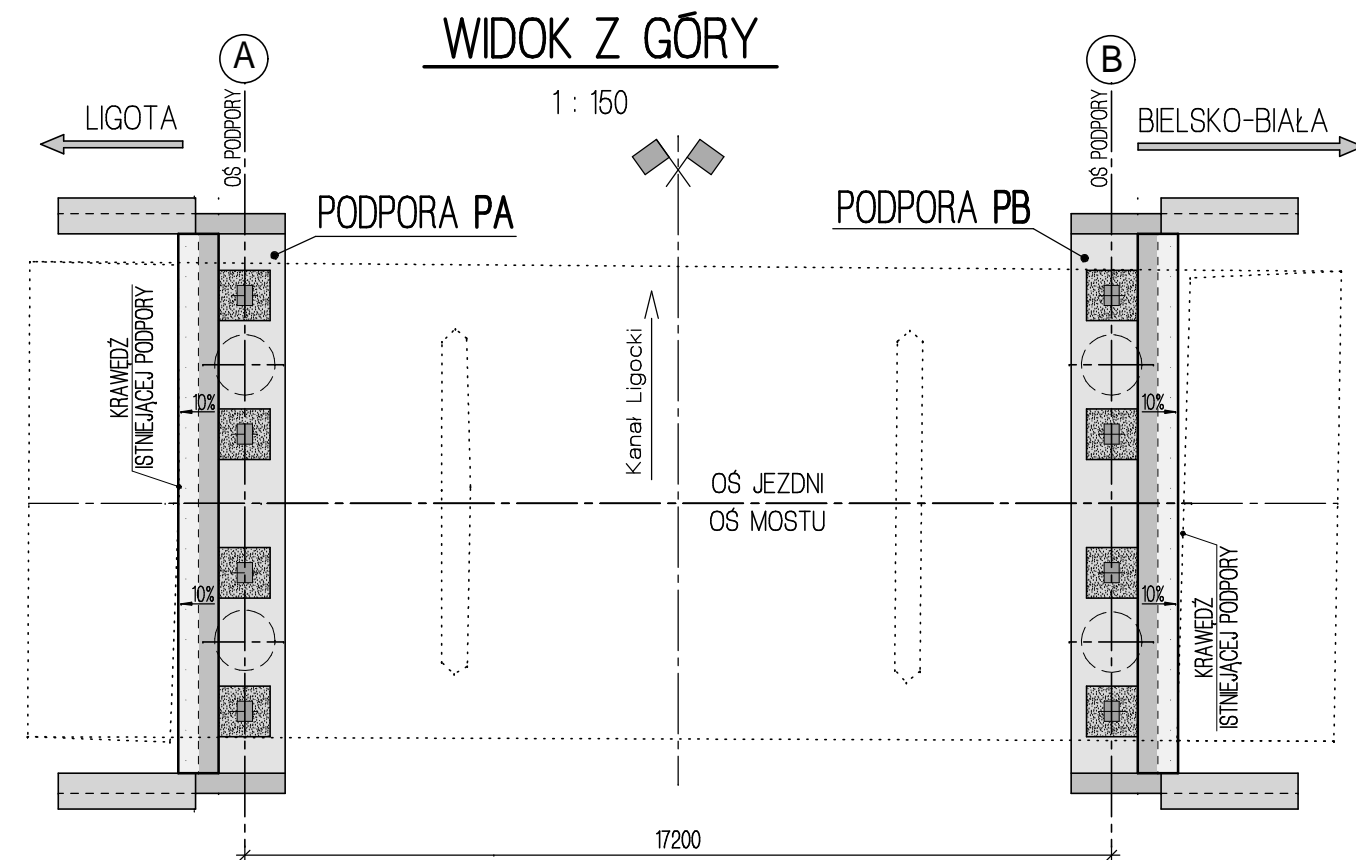 WIDOK Z GÓRY
1 : 150
A
B
OŚ PODPORY
OŚ PODPORY
LIGOTA
BIELSKO-BIAŁA
PODPORA PA
PODPORA PB
KRAWĘDŹ
ISTNIEJĄCEJ PODPORY
Kanał Ligocki
10%
10%
OŚ JEZDNI
OŚ MOSTU
10%
10%
KRAWĘDŹ
ISTNIEJĄCEJ PODPORY
17200